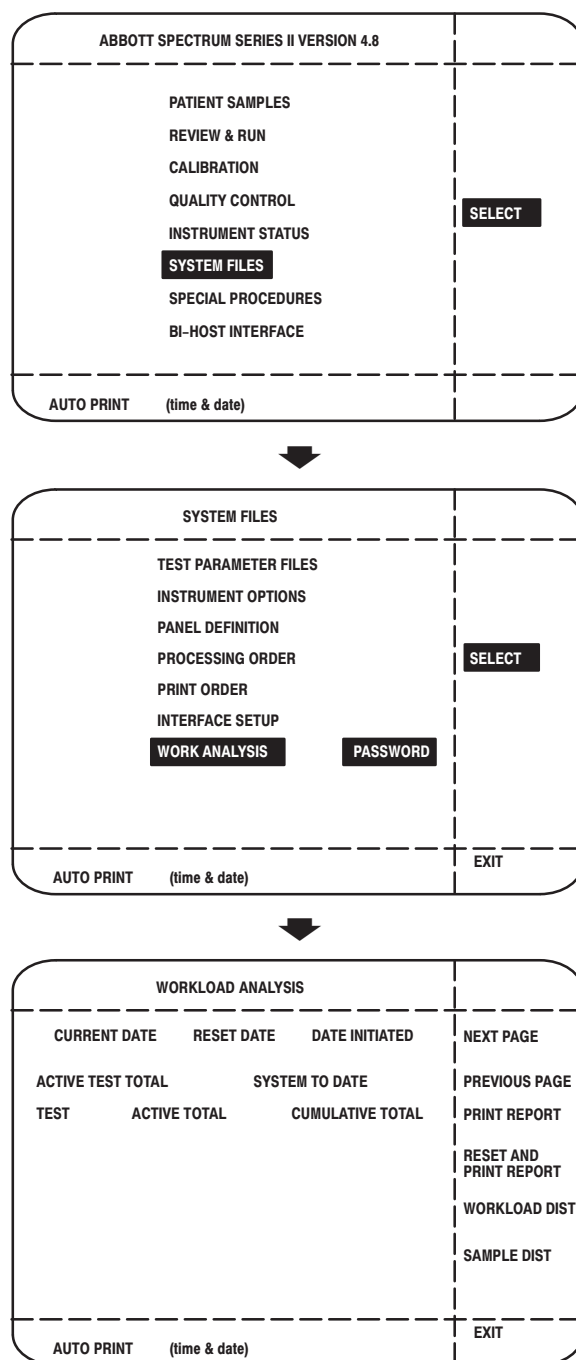 ABBOTT SPECTRUM SERIES II VERSION 4.8
PATIENT SAMPLES
REVIEW & RUN
CALIBRATION
QUALITY CONTROL
SELECT
INSTRUMENT STATUS
SYSTEM FILES
SPECIAL PROCEDURES
BI-HOST INTERFACE
AUTO PRINT (time & date)
SYSTEM FILES
TEST PARAMETER FILES
INSTRUMENT OPTIONS
PANEL DEFINITION
PROCESSING ORDER SELECT
PRINT ORDER
INTERFACE SETUP
WORK ANALYSIS PASSWORD
EXIT
AUTO PRINT (time & date)
WORKLOAD ANALYSIS
CURRENT DATE RESET DATE DATE INITIATED NEXT PAGE
ACTIVE TEST TOTAL SYSTEM TO DATE PREVIOUS PAGE
TEST ACTIVE TOTAL CUMULATIVE TOTAL PRINT REPORT
RESET AND
PRINT REPORT
WORKLOAD DIST
SAMPLE DIST
EXIT
AUTO PRINT (time & date)